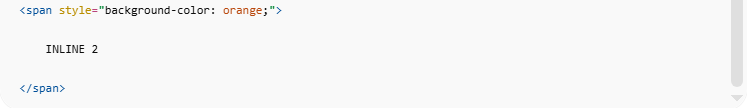 <span style="background-color: orange;">
INLINE 2
</span>